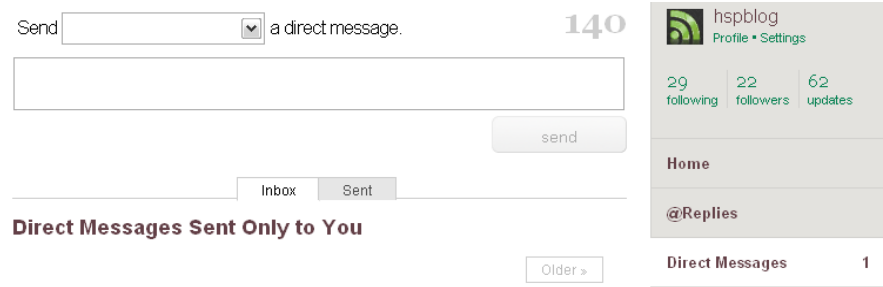 Send a direct message. 140
send
Inbox Sent
Direct Messages Sent Only to You
Older »
hspblog
Profile • Settings
29 22 62
following followers updates
Home
@Replies
Direct Messages 1